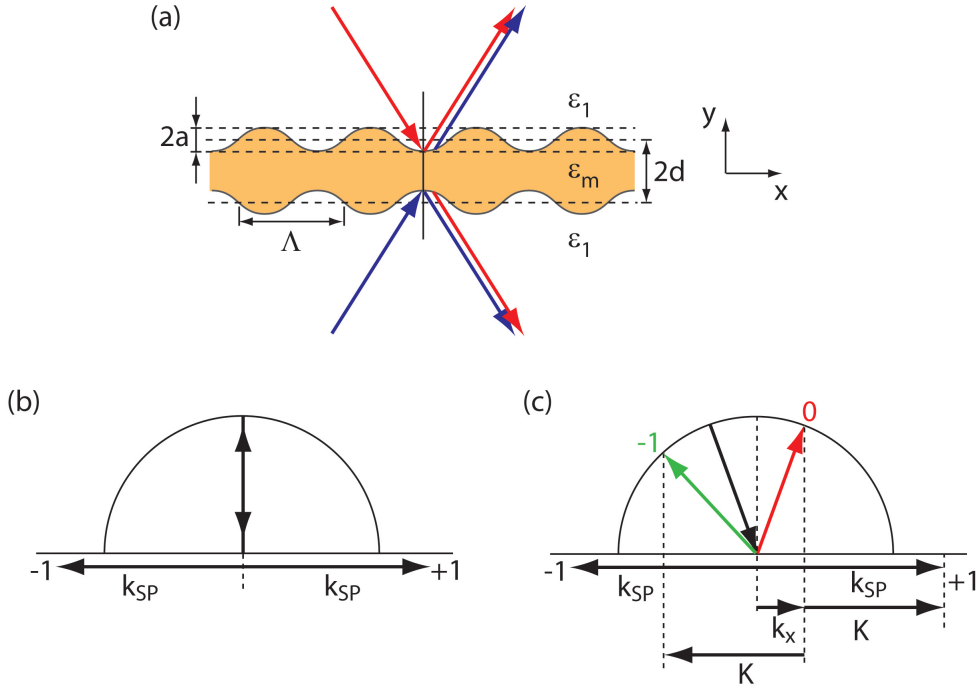 (a)
ε1
y
2a
εm
2d
x
Λ
ε1
(b)
(c)
0
-1
-1
+1
-1
+1
kSP
kSP
kSP
kSP
kx
K
K